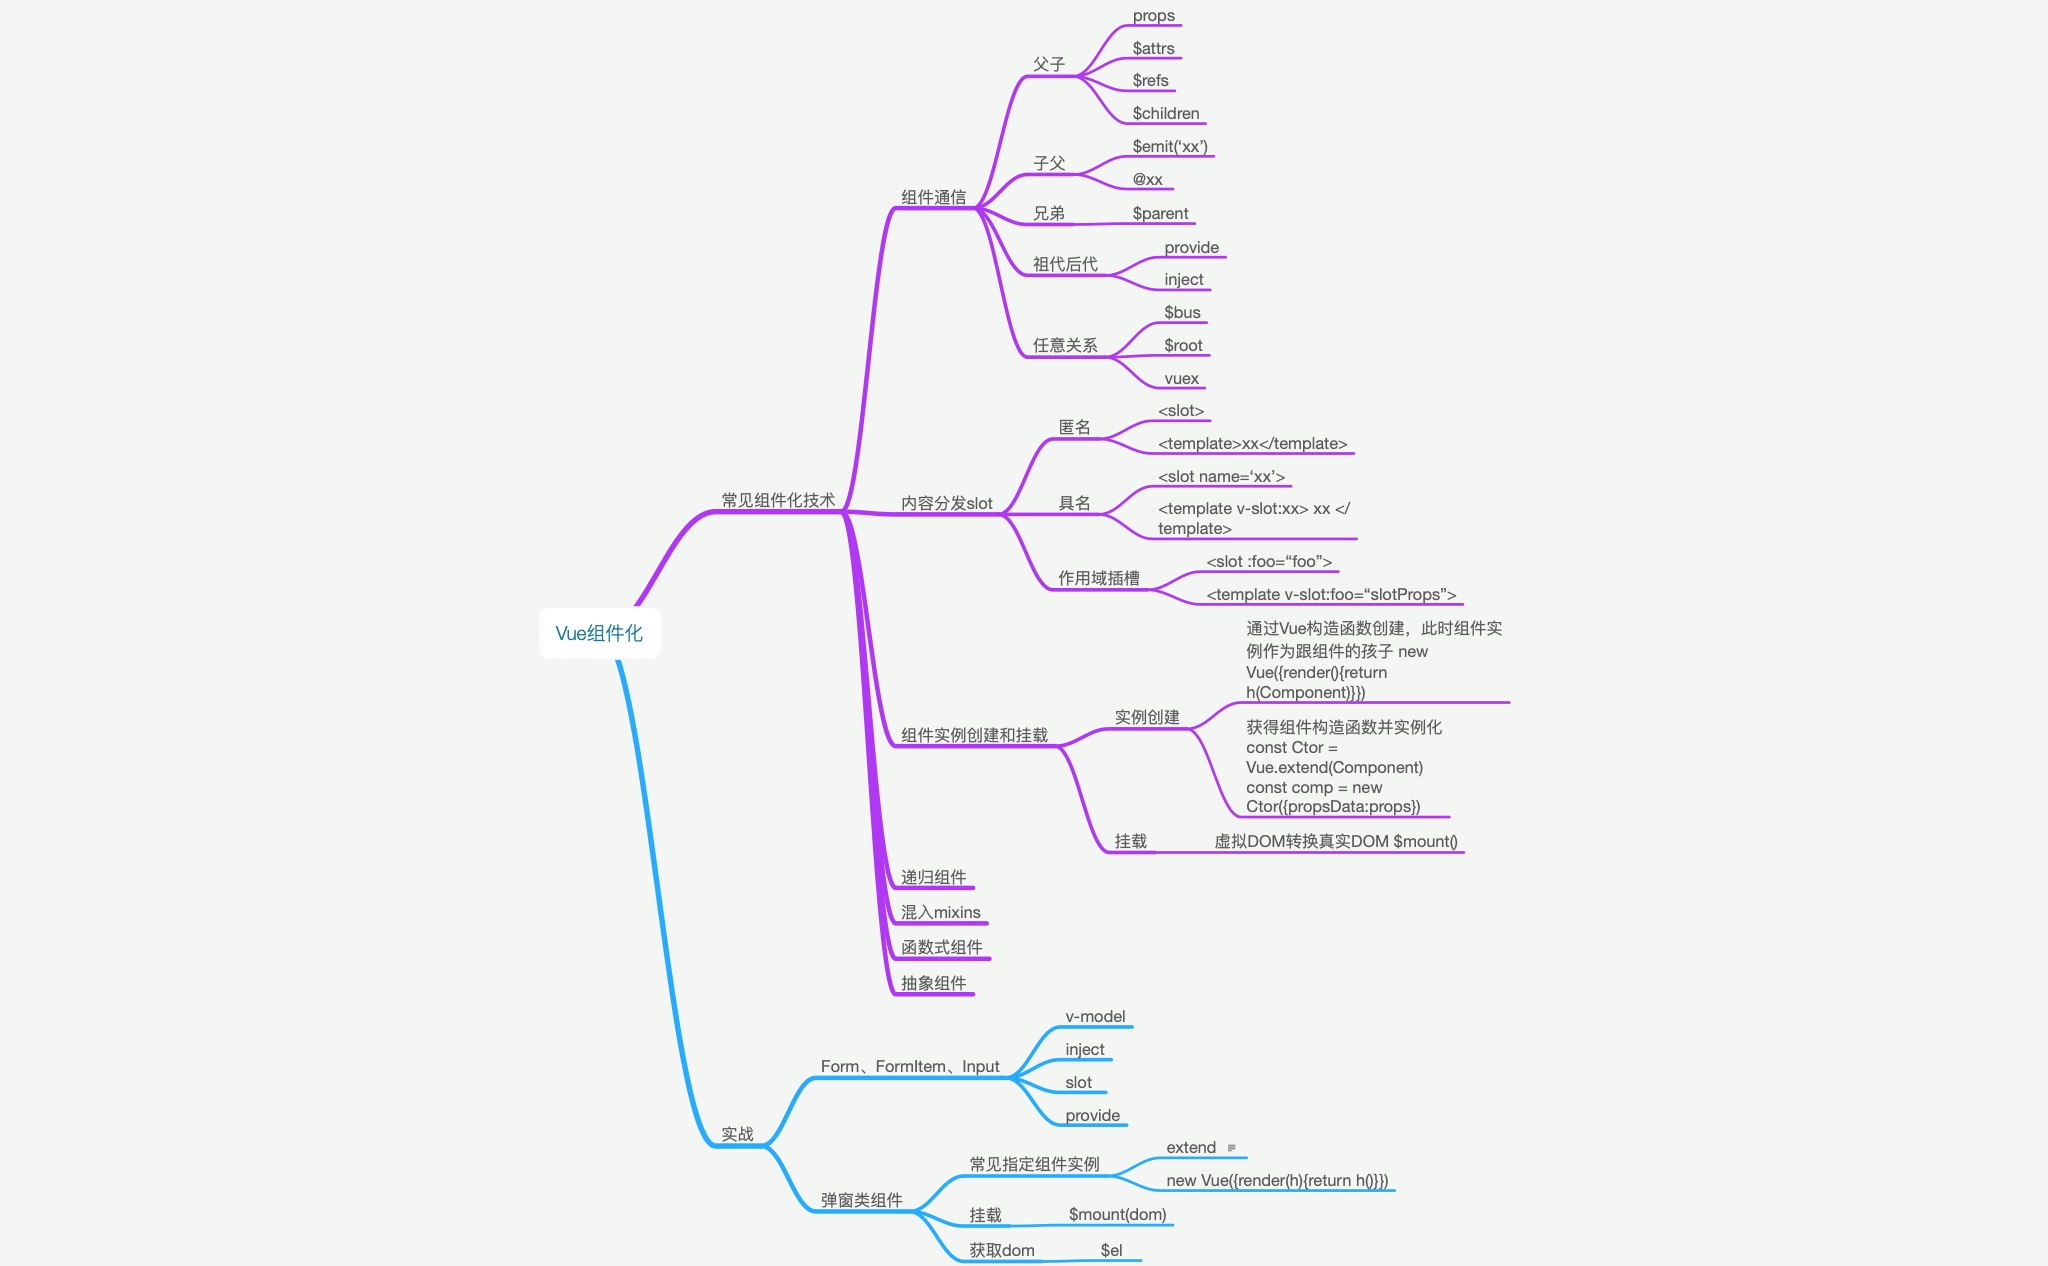 Vue组件化
常见组件化技术
组件通信
父子
props
$attrs
$refs
$children
子父
$emit(‘xx’)
@xx
兄弟
$parent
祖代后代
provide
inject
任意关系
$bus
$root
vuex
内容分发slot
匿名
<slot>
<template>xx</template>
具名
<slot name=‘xx’>
<template v-slot:xx> xx </
template>
作用域插槽
<slot :foo=“foo”>
<template v-slot:foo=“slotProps”>
组件实例创建和挂载
实例创建
通过Vue构造函数创建，此时组件实
例作为跟组件的孩子 new
Vue({render(){return
h(Component)}})
获得组件构造函数并实例化
const Ctor =
Vue.extend(Component)
const comp = new
Ctor({propsData:props})
挂载
虚拟DOM转换真实DOM $mount()
递归组件
混入mixins
函数式组件
抽象组件
实战
Form、FormItem、Input
v-model
inject
slot
provide
弹窗类组件
常见指定组件实例
extend
new Vue({render(h){return h()}})
挂载
$mount(dom)
获取dom
$el